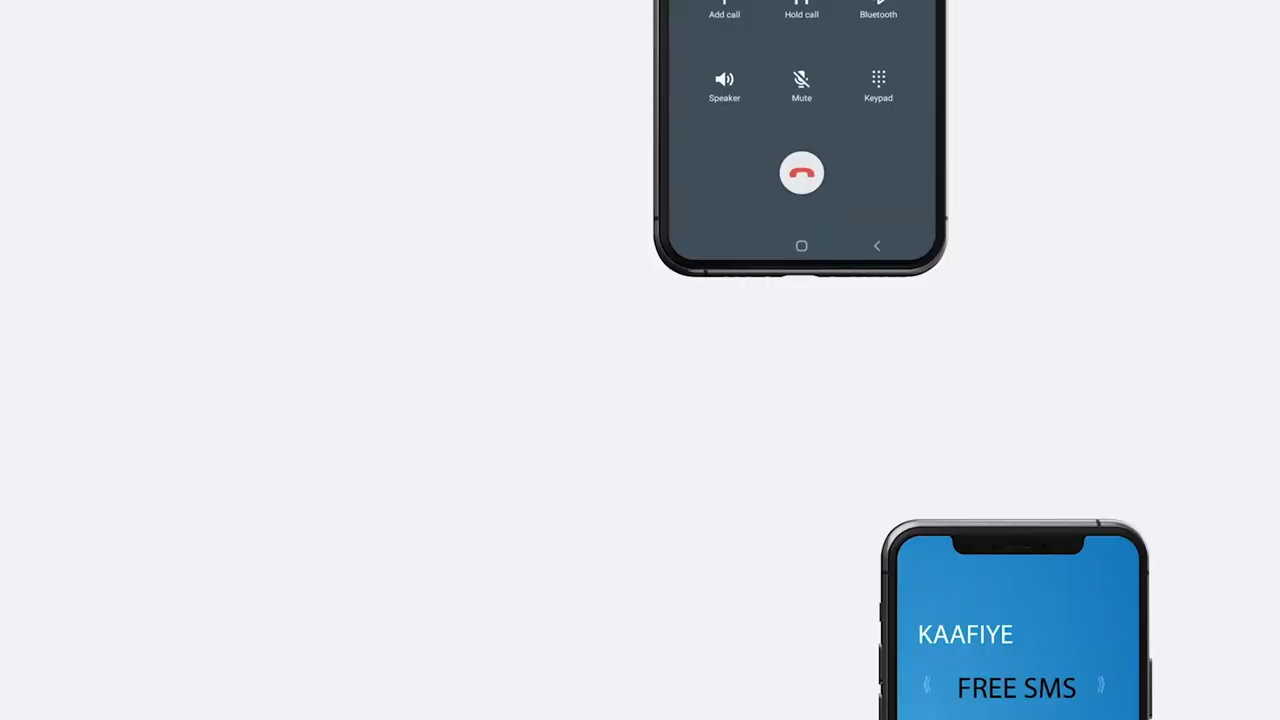 Add call Hold call Bluetooth
Speaker Mute Keypad
KAAFIYE
FREE SMS